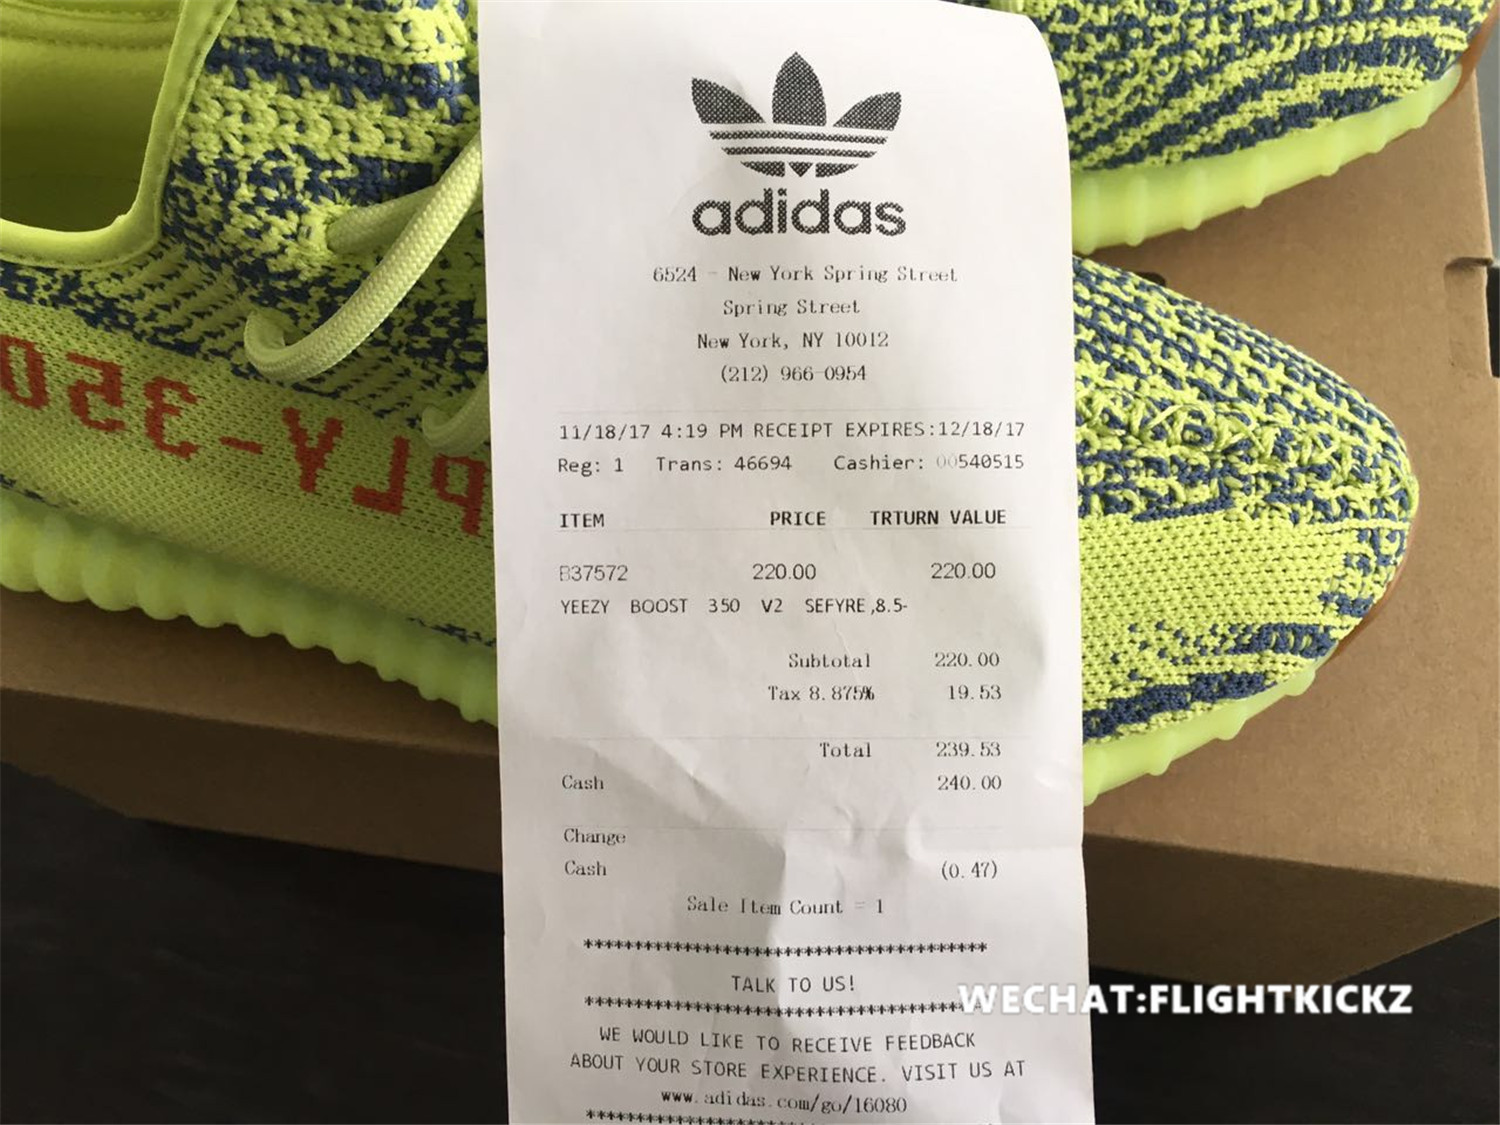 adidas
6524 - New York Spring Street
Spring Street
New York, NY 10012
(212) 966-0954
11/18/17 4:19 PM RECEIPT EXPIRES:12/18/17
Reg: 1 Trans: 46694 Cashier: 00540515
ITEM PRICE TRTURN VALUE
B37572 220.00 220.00
YEEZY BOOST 350 V2 SEFYRE,8.5-
Subtotal 220.00
Tax 8.875% 19.53
Total 239.53
Cash 240.00
Change
Cash (0.47)
Sale Item Count = 1
****************************************
TALK TO US!
****************************************
WE WOULD LIKE TO RECEIVE FEEDBACK
ABOUT YOUR STORE EXPERIENCE. VISIT US AT
www.adidas.com/go/16080
****************************************
PLY-350
WECHAT:FLIGHTKICKZ